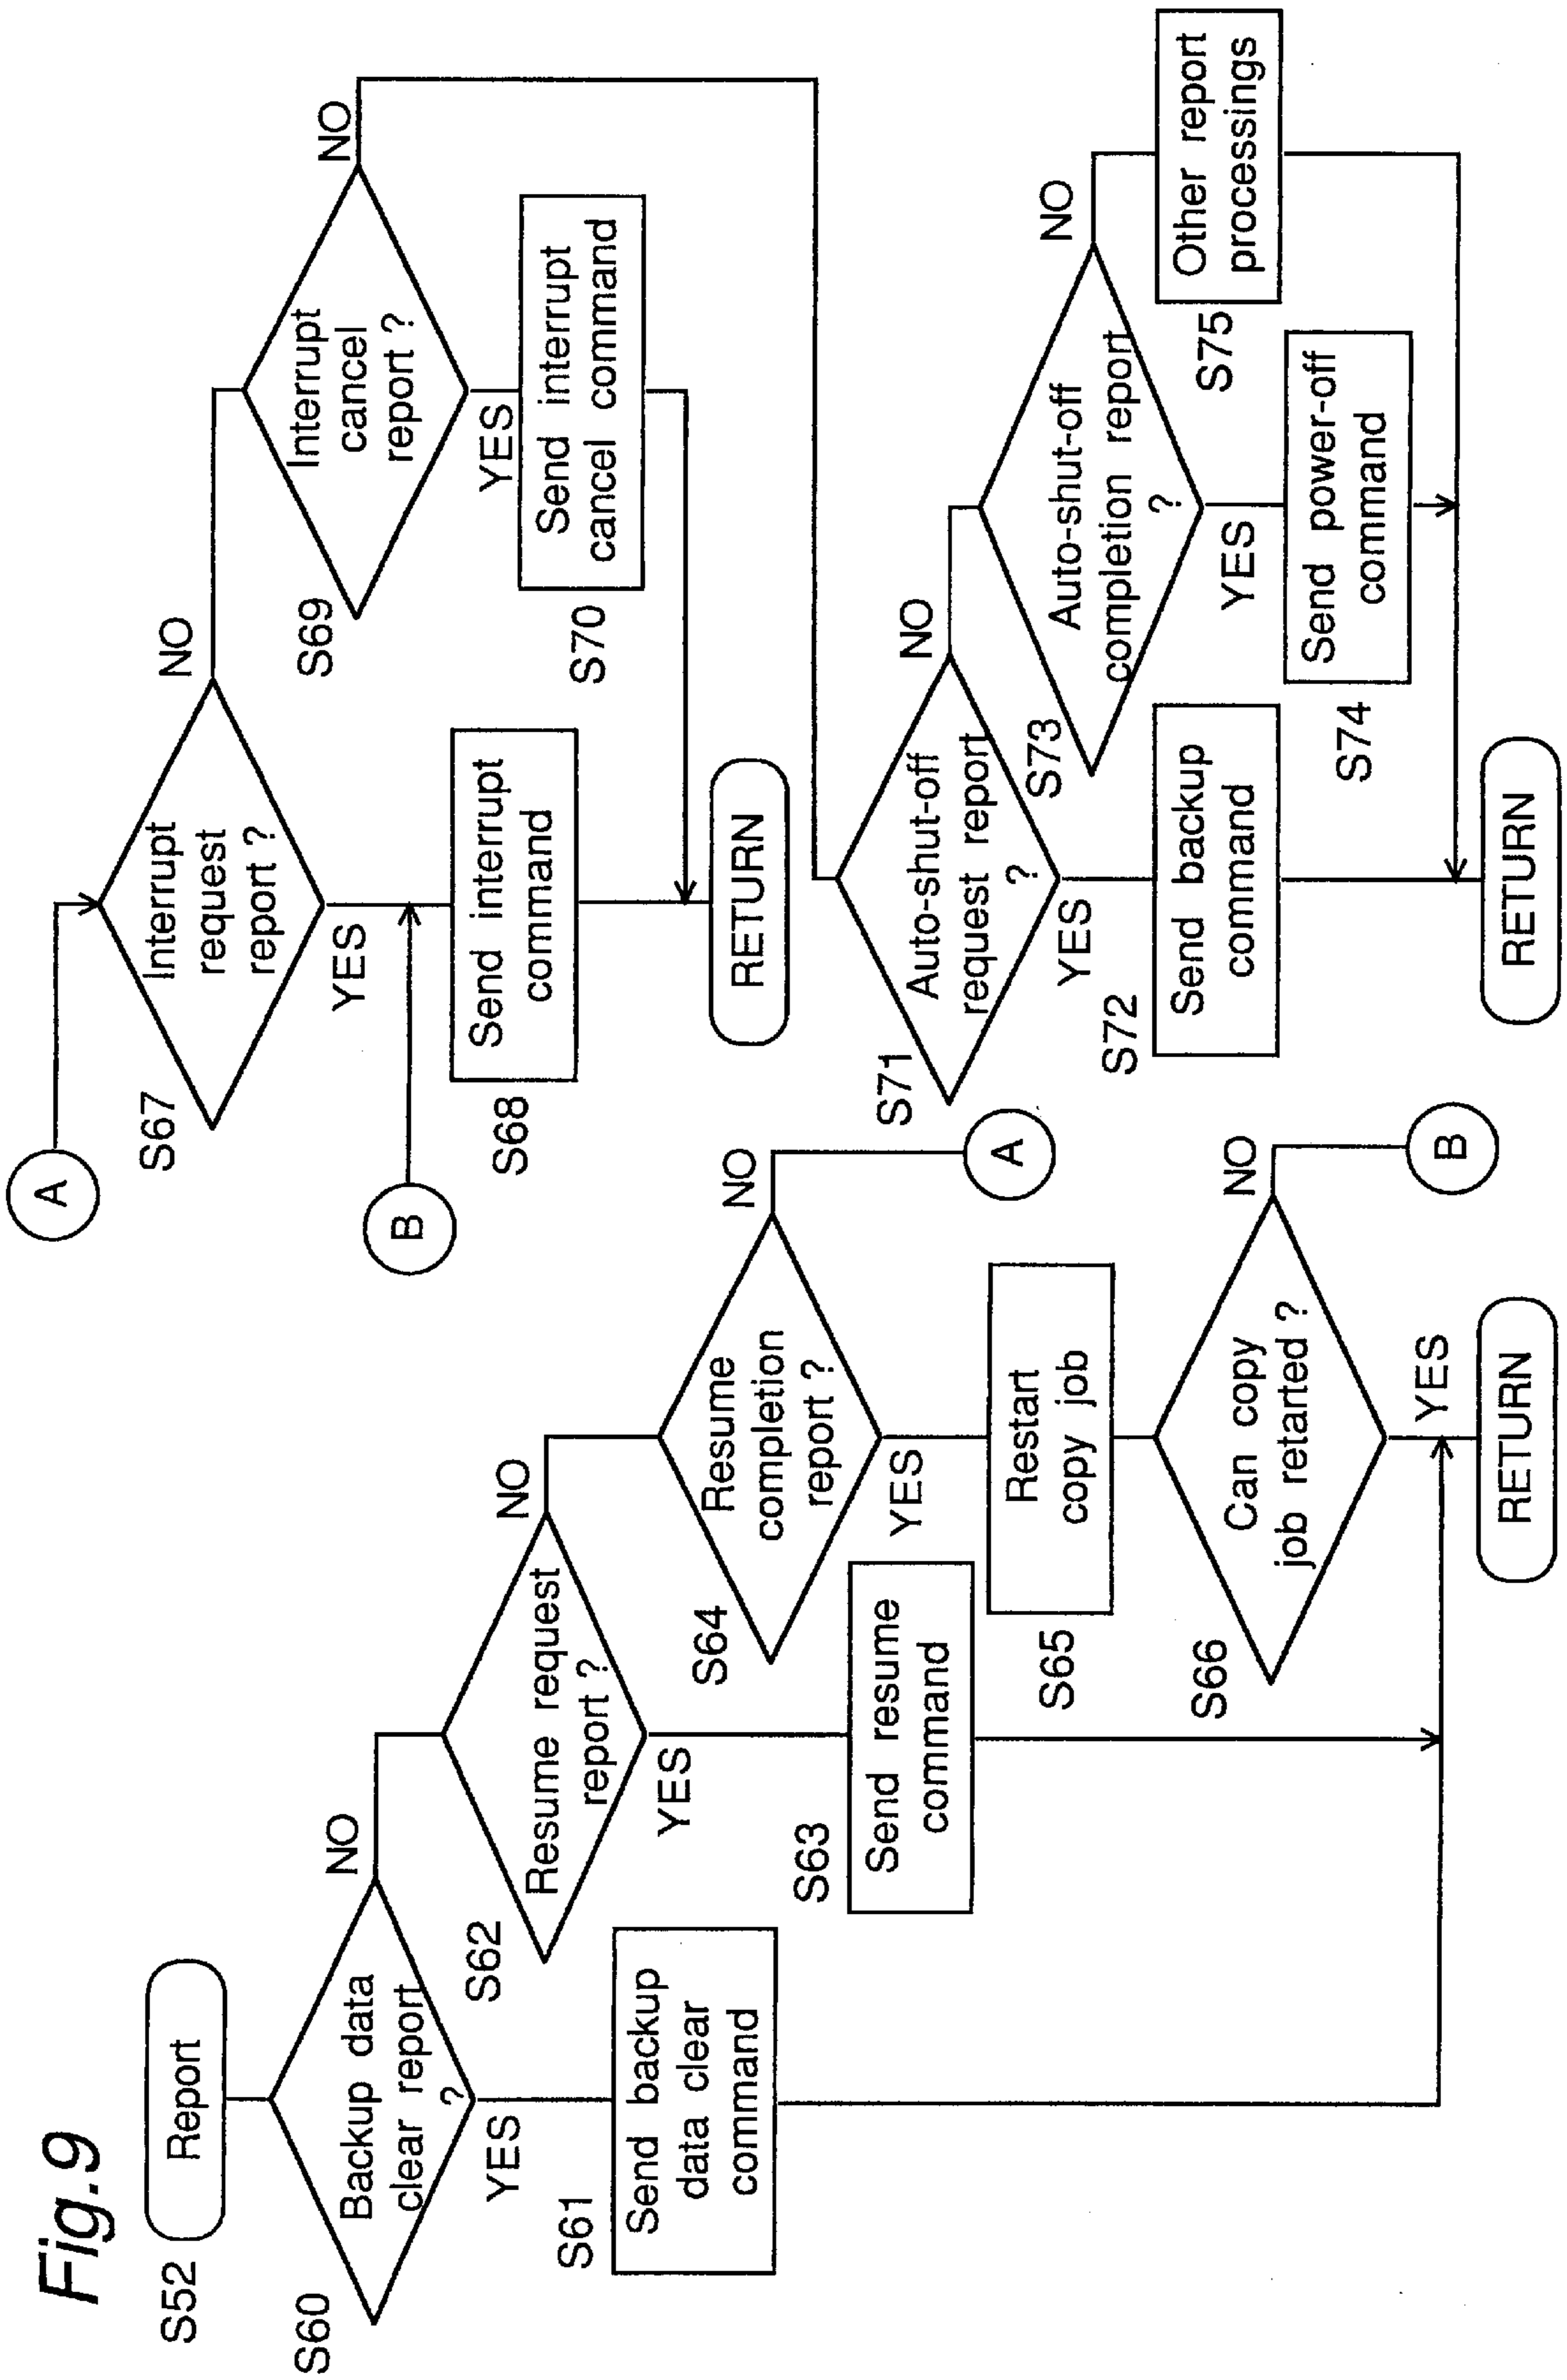 Fig.9
S52
Report
S60
Backup data
clear report
?
NO
YES
S61
Send backup
data clear
command
S62
Resume request
report ?
NO
YES
S63
Send resume
command
S64
Resume
completion
report ?
NO
A
YES
S65
Restart
copy job
S66
Can copy
job retarted ?
NO
B
YES
RETURN
A
S67
Interrupt
request
report ?
NO
YES
B
S68
Send interrupt
command
RETURN
S69
Interrupt
cancel
report ?
NO
YES
S70
Send interrupt
cancel command
S71
Auto-shut-off
request report
?
NO
YES
S72
Send backup
command
S73
Auto-shut-off
completion report
?
NO
YES
S74
Send power-off
command
S75
Other report
processings
RETURN